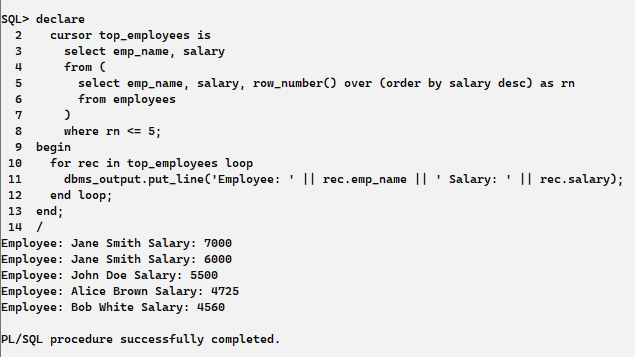 SQL> declare
  2    cursor top_employees is
  3      select emp_name, salary
  4      from (
  5        select emp_name, salary, row_number() over (order by salary desc) as rn
  6        from employees
  7      )
  8      where rn <= 5;
  9  begin
 10    for rec in top_employees loop
 11      dbms_output.put_line('Employee: ' || rec.emp_name || ' Salary: ' || rec.salary);
 12    end loop;
 13  end;
 14  /
Employee: Jane Smith Salary: 7000
Employee: Jane Smith Salary: 6000
Employee: John Doe Salary: 5500
Employee: Alice Brown Salary: 4725
Employee: Bob White Salary: 4560

PL/SQL procedure successfully completed.